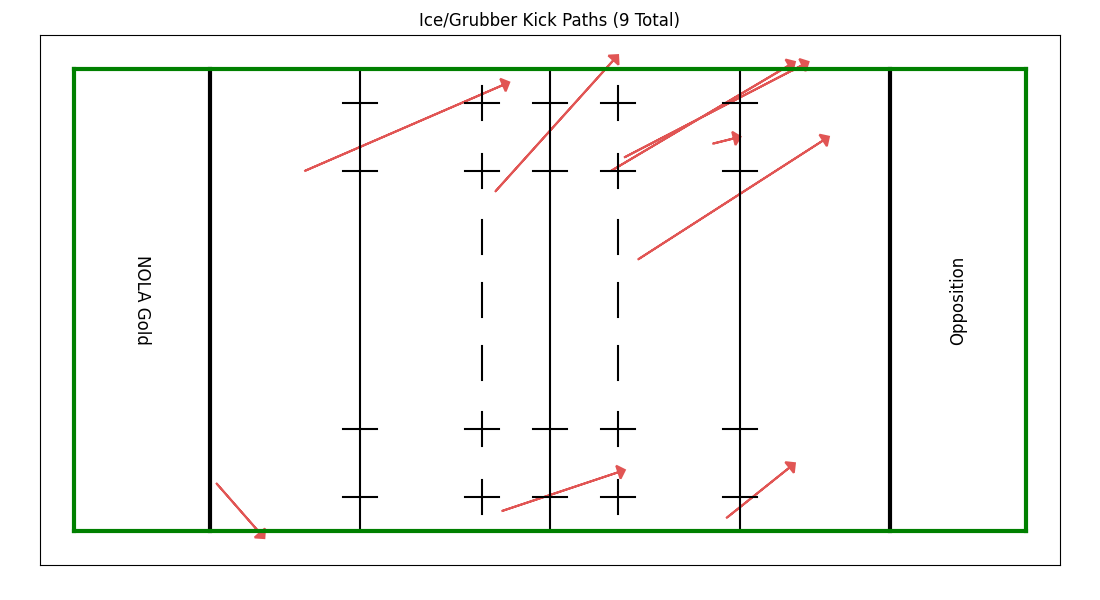 Ice/Grubber Kick Paths (9 Total)
NOLA Gold
Opposition